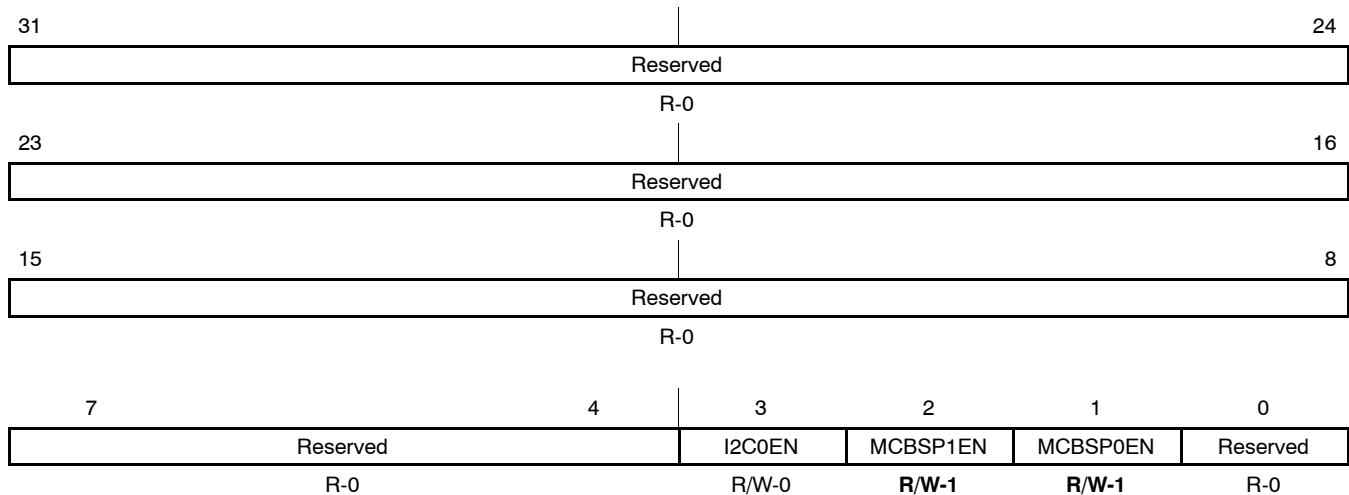 31 24
Reserved
R-0
23 16
Reserved
R-0
15 8
Reserved
R-0
7 4 3 2 1 0
Reserved I2C0EN MCBSP1EN MCBSP0EN Reserved
R-0 R/W-0 R/W-1 R/W-1 R-0